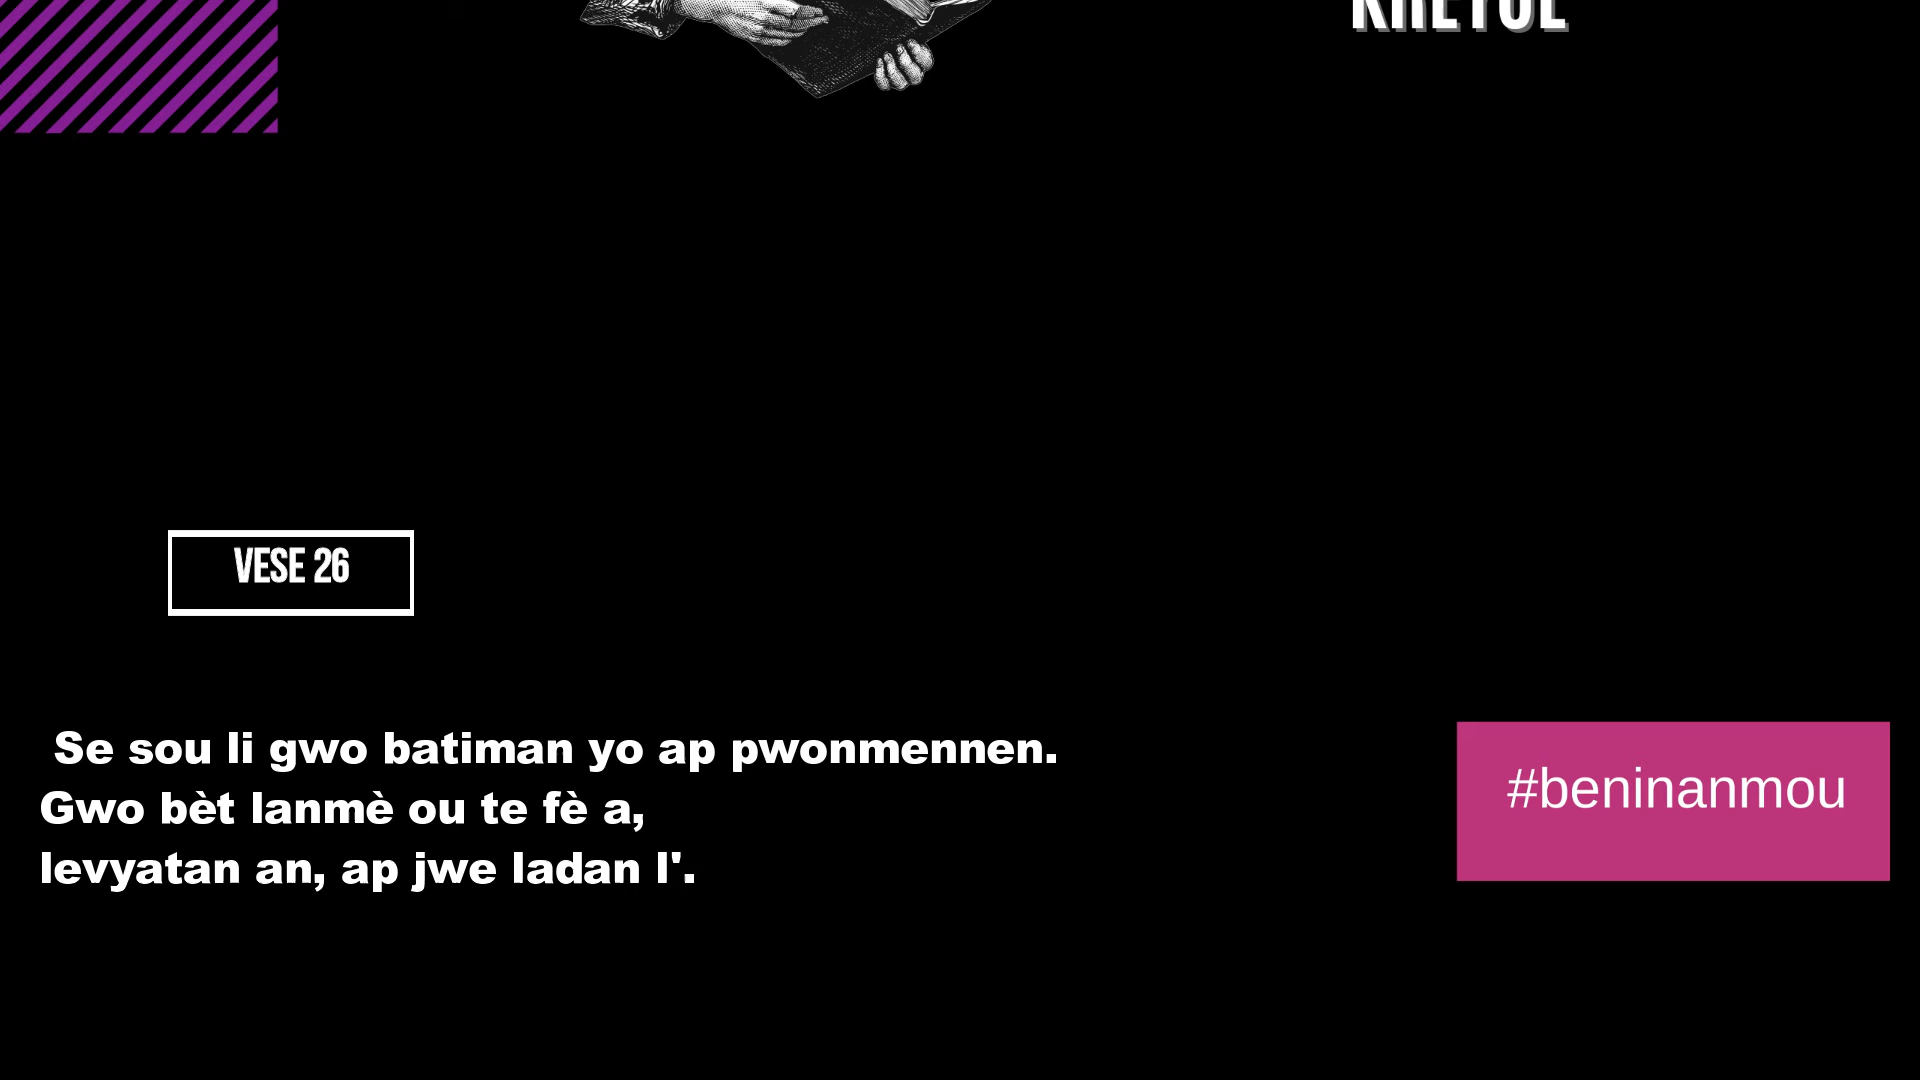 VESE 26
Se sou li gwo batiman yo ap pwonmennen.
Gwo bèt lanmè ou te fè a,
levyatan an, ap jwe ladan l'.
#beninanmou